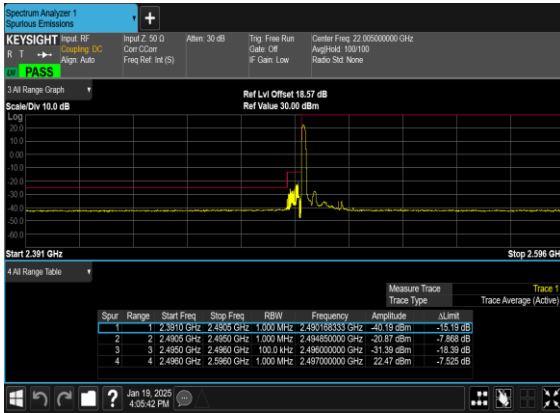 Spectrum Analyzer 1
Spurious Emissions
+
KEYSIGHT Input: RF Input Z: 50 Ω Atten: 30 dB Trig: Free Run Center Freq: 22.005000000 GHz
R T Coupling: DC Corr CCorr Gate: Off Avg|Hold: 100/100
Align: Auto Freq Ref: Int (S) IF Gain: Low Radio Std: None
PASS
3 All Range Graph
Ref Lvl Offset 18.57 dB
Scale/Div 10.0 dB Ref Value 30.00 dBm
Log
20.0
10.0
0.00
-10.0
-20.0
-30.0
-40.0
-50.0
-60.0
Start 2.391 GHz Stop 2.596 GH
4 All Range Table
Measure Trace Trace 1
Trace Type Trace Average (Active)
Spur Range Start Freq Stop Freq RBW Frequency Amplitude ΔLimit
1 1 2.3910 GHz 2.4905 GHz 1.000 MHz 2.490168333 GHz -40.19 dBm -15.19 dB
2 2 2.4905 GHz 2.4950 GHz 1.000 MHz 2.494850000 GHz -20.87 dBm -7.868 dB
3 3 2.4950 GHz 2.4960 GHz 100.0 kHz 2.496000000 GHz -31.39 dBm -18.39 dB
4 4 2.4960 GHz 2.5960 GHz 1.000 MHz 2.497000000 GHz 22.47 dBm -7.525 dB
? Jan 19, 2025
4:05:42 PM